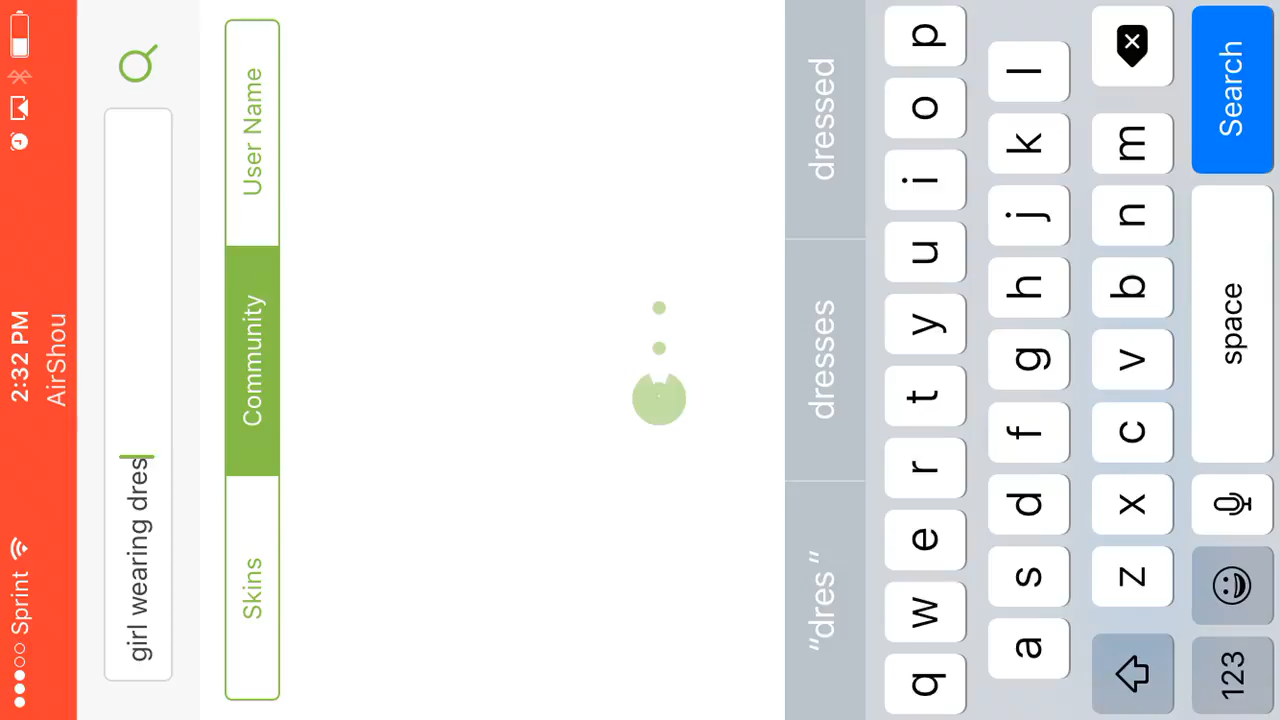 Sprint 2:32 PM
AirShou
girl wearing dres
Skins Community User Name
"dres" dresses dressed
q w e r t y u i o p
a s d f g h j k l
z x c v b n m
123 space Search